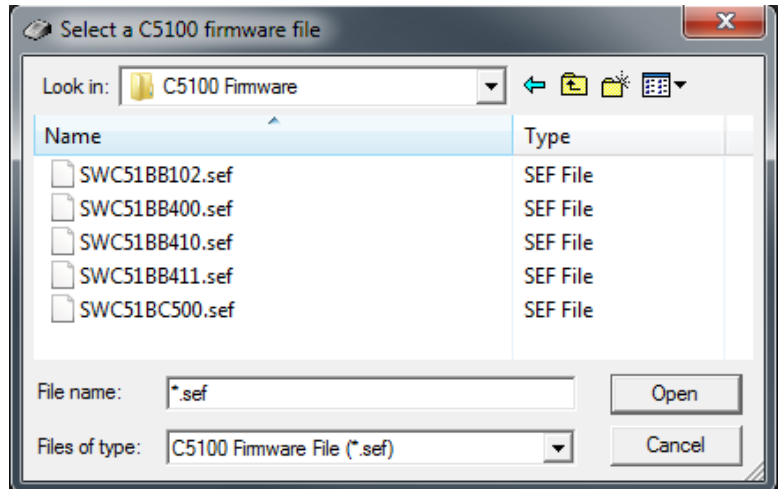 Select a C5100 firmware file
Look in: C5100 Firmware
Name Type
SWC51BB102.sef SEF File
SWC51BB400.sef SEF File
SWC51BB410.sef SEF File
SWC51BB411.sef SEF File
SWC51BC500.sef SEF File
File name: *.sef Open
Files of type: C5100 Firmware File (*.sef) Cancel